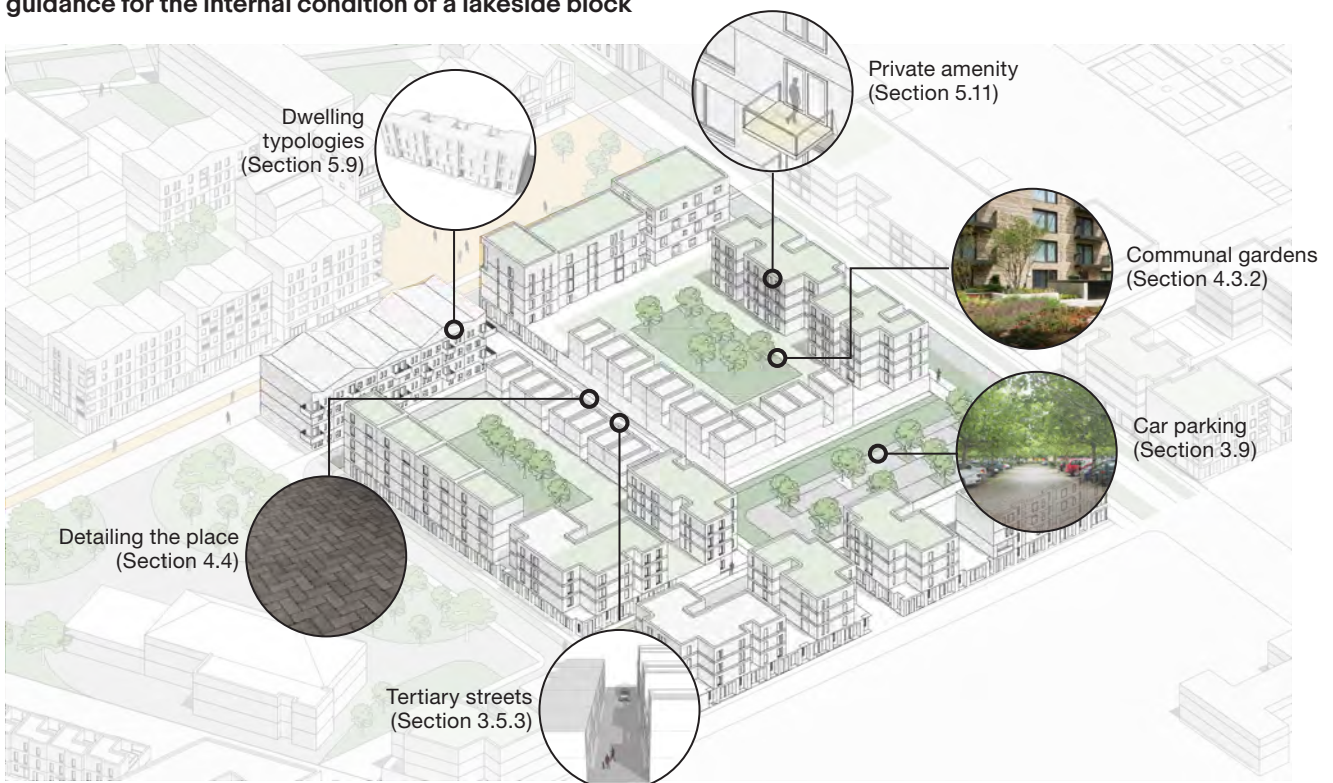 guidance for the internal condition of a lakeside block
Private amenity
(Section 5.11)
Dwelling
typologies
(Section 5.9)
Communal gardens
(Section 4.3.2)
Car parking
(Section 3.9)
Detailing the place
(Section 4.4)
Tertiary streets
(Section 3.5.3)